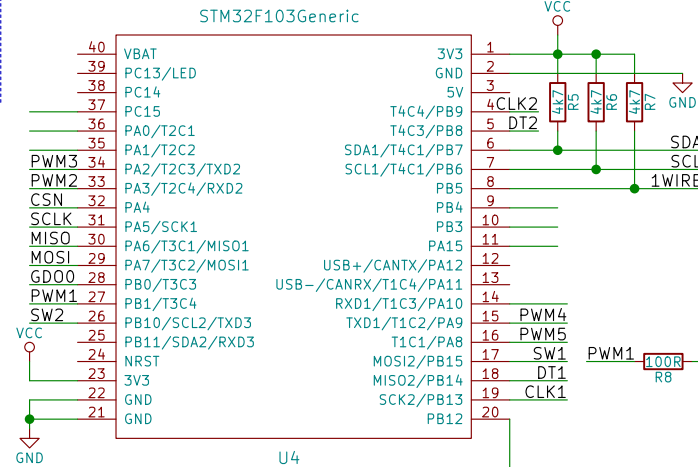 STM32F103Generic
VCC
40 VBAT 3V3 1
39 PC13/LED GND 2
38 PC14 5V 3
37 PC15 T4C4/PB9 4 CLK2
36 PA0/T2C1 T4C3/PB8 5 DT2
35 PA1/T2C2 SDA1/T4C1/PB7 6 SDA
PWM3 34 PA2/T2C3/TXD2 SCL1/T4C1/PB6 7 SCL
PWM2 33 PA3/T2C4/RXD2 PB5 8 1WIRE
CSN 32 PA4 PB4 9
SCLK 31 PA5/SCK1 PB3 10
MISO 30 PA6/T3C1/MISO1 PA15 11
MOSI 29 PA7/T3C2/MOSI1 USB+/CANTX/PA12 12
GDO0 28 PB0/T3C3 USB-/CANRX/T1C4/PA11 13
PWM1 27 PB1/T3C4 RXD1/T1C3/PA10 14
SW2 26 PB10/SCL2/TXD3 TXD1/T1C2/PA9 15 PWM4
25 PB11/SDA2/RXD3 T1C1/PA8 16 PWM5
24 NRST MOSI2/PB15 17 SW1
23 3V3 MISO2/PB14 18 DT1
22 GND SCK2/PB13 19 CLK1
21 GND PB12 20
VCC
GND
U4
4k7 R5
4k7 R6
4k7 R7
GND
PWM1 100R
R8